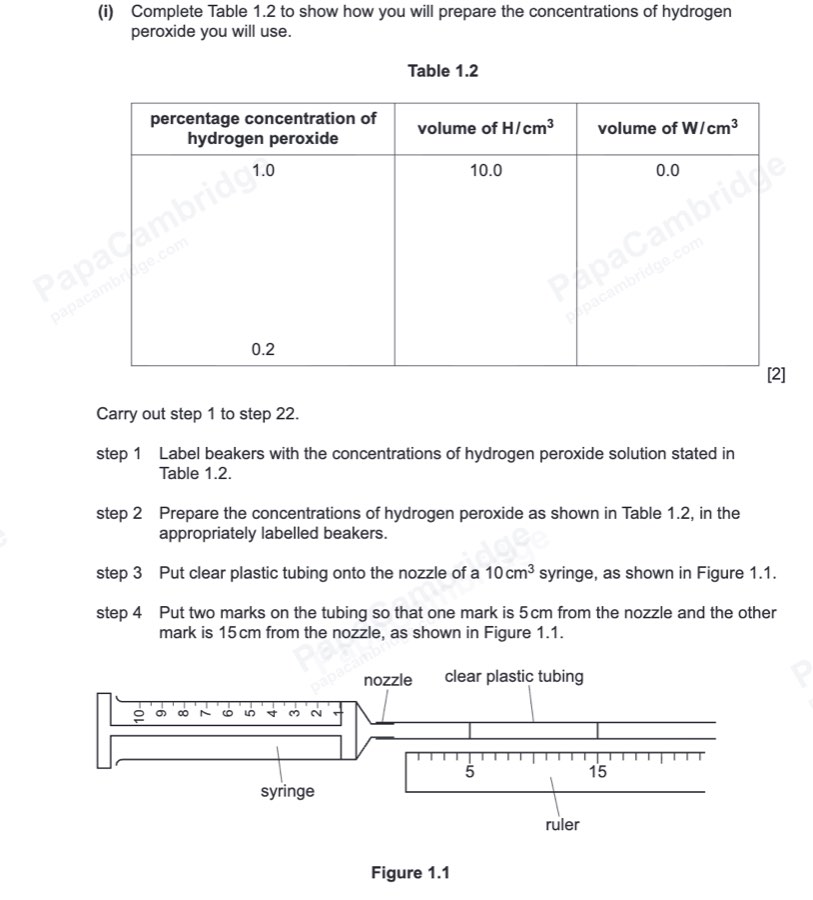 (i) Complete Table 1.2 to show how you will prepare the concentrations of hydrogen
peroxide you will use.
Table 1.2
percentage concentration of
hydrogen peroxide
volume of H/cm³
volume of W/cm³
1.0 10.0 0.0
0.2
[2]
Carry out step 1 to step 22.
step 1 Label beakers with the concentrations of hydrogen peroxide solution stated in
Table 1.2.
step 2 Prepare the concentrations of hydrogen peroxide as shown in Table 1.2, in the
appropriately labelled beakers.
step 3 Put clear plastic tubing onto the nozzle of a 10 cm³ syringe, as shown in Figure 1.1.
step 4 Put two marks on the tubing so that one mark is 5 cm from the nozzle and the other
mark is 15 cm from the nozzle, as shown in Figure 1.1.
nozzle clear plastic tubing
10 9 8 7 6 5 4 3 2 1
5 15
syringe
ruler
Figure 1.1
PapaCambridge
papacambridge.com
PapaCambridge
papacambridge.com
PapaCambridge
papacambridge.com